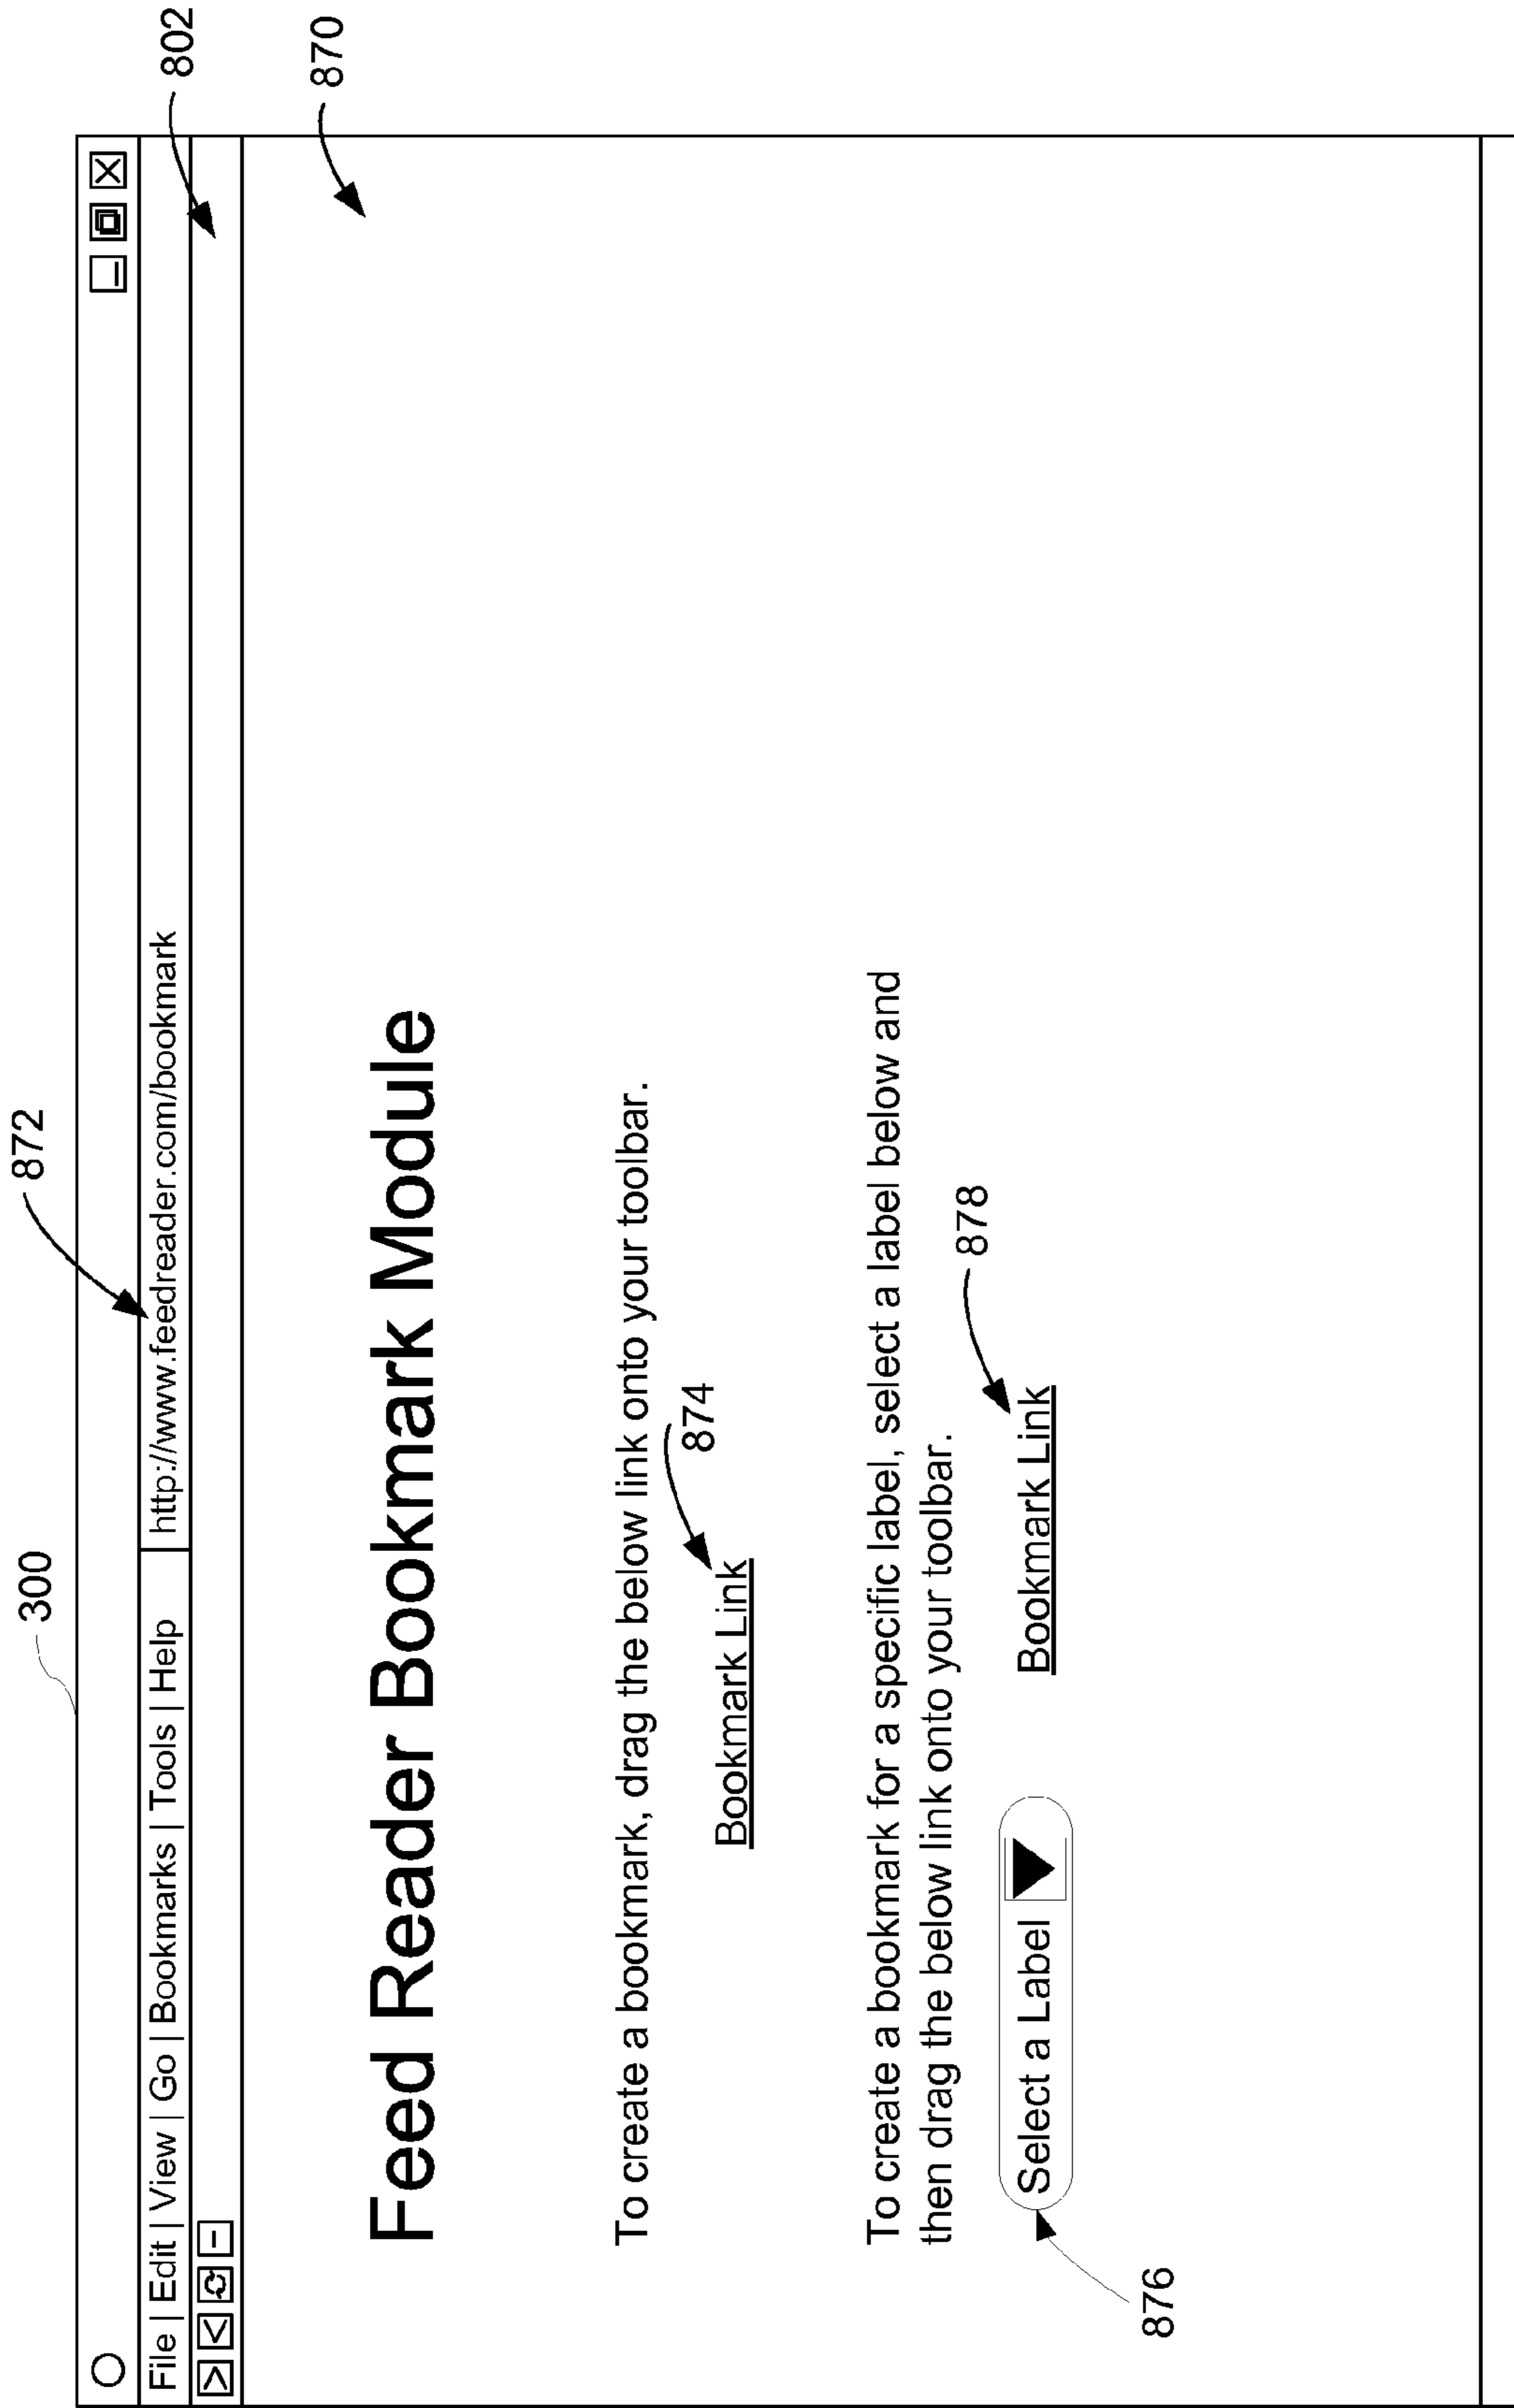 300
872
802
File | Edit | View | Go | Bookmarks | Tools | Help
http://www.feedreader.com/bookmark
870
Feed Reader Bookmark Module
To create a bookmark, drag the below link onto your toolbar.
874
Bookmark Link
To create a bookmark for a specific label, select a label below and
then drag the below link onto your toolbar.
878
Select a Label
Bookmark Link
876